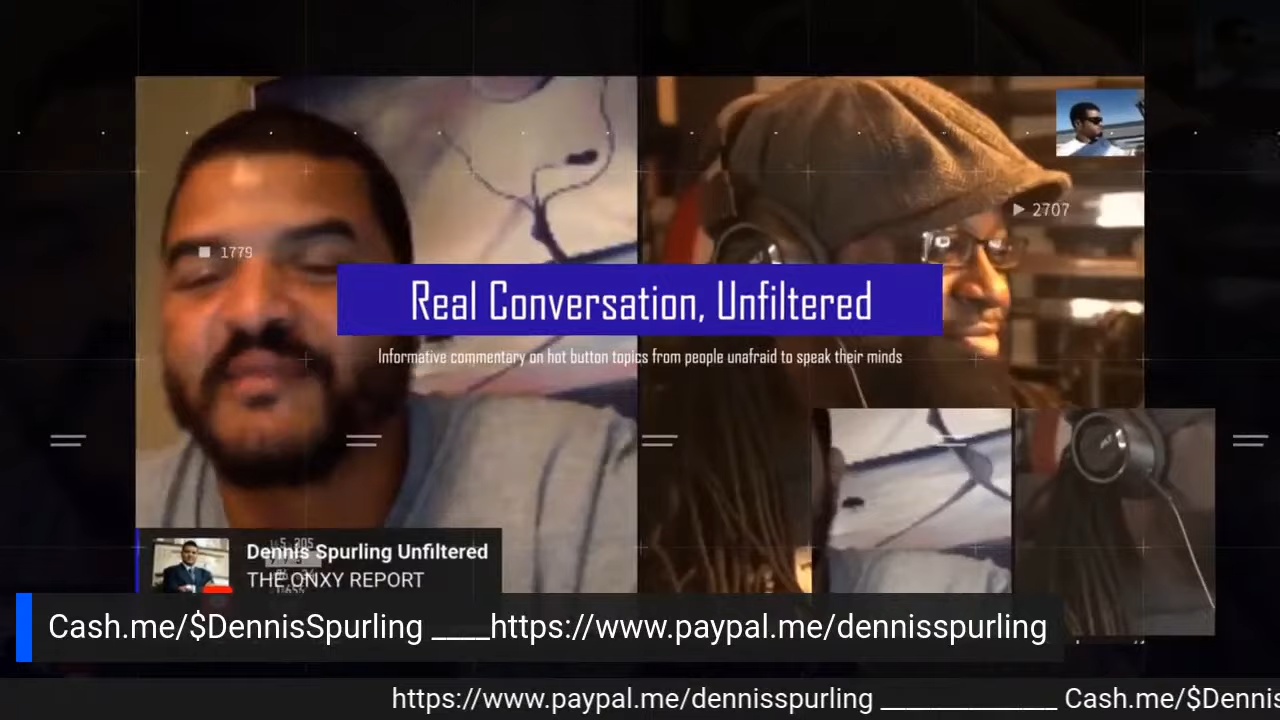 2707
1779
Real Conversation, Unfiltered
Informative commentary on hot button topics from people unafraid to speak their minds
Dennis Spurling Unfiltered
THE ONXY REPORT
Cash.me/$DennisSpurling ____https://www.paypal.me/dennisspurling
https://www.paypal.me/dennisspurling ____________ Cash.me/$Dennis